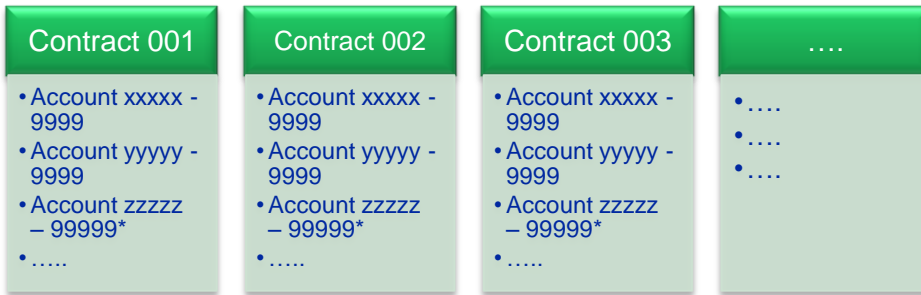 Contract 001
• Account xxxxx -
9999
• Account yyyyy -
9999
• Account zzzzz
– 99999*
• …..
Contract 002
• Account xxxxx -
9999
• Account yyyyy -
9999
• Account zzzzz
– 99999*
• …..
Contract 003
• Account xxxxx -
9999
• Account yyyyy -
9999
• Account zzzzz
– 99999*
• …..
….
• ….
• ….
• ….